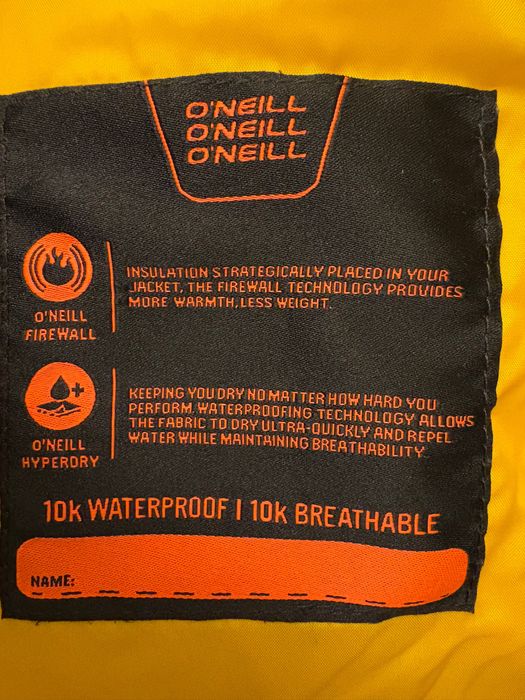 O'NEILL
O'NEILL
O'NEILL
O'NEILL
FIREWALL
INSULATION STRATEGICALLY PLACED IN YOUR
JACKET, THE FIREWALL TECHNOLOGY PROVIDES
MORE WARMTH, LESS WEIGHT.
O'NEILL
HYPERDRY
KEEPING YOU DRY NO MATTER HOW HARD YOU
PERFORM. WATERPROOFING TECHNOLOGY ALLOWS
THE FABRIC TO DRY ULTRA-QUICKLY AND REPEL
WATER WHILE MAINTAINING BREATHABILITY.
10K WATERPROOF | 10K BREATHABLE
NAME: